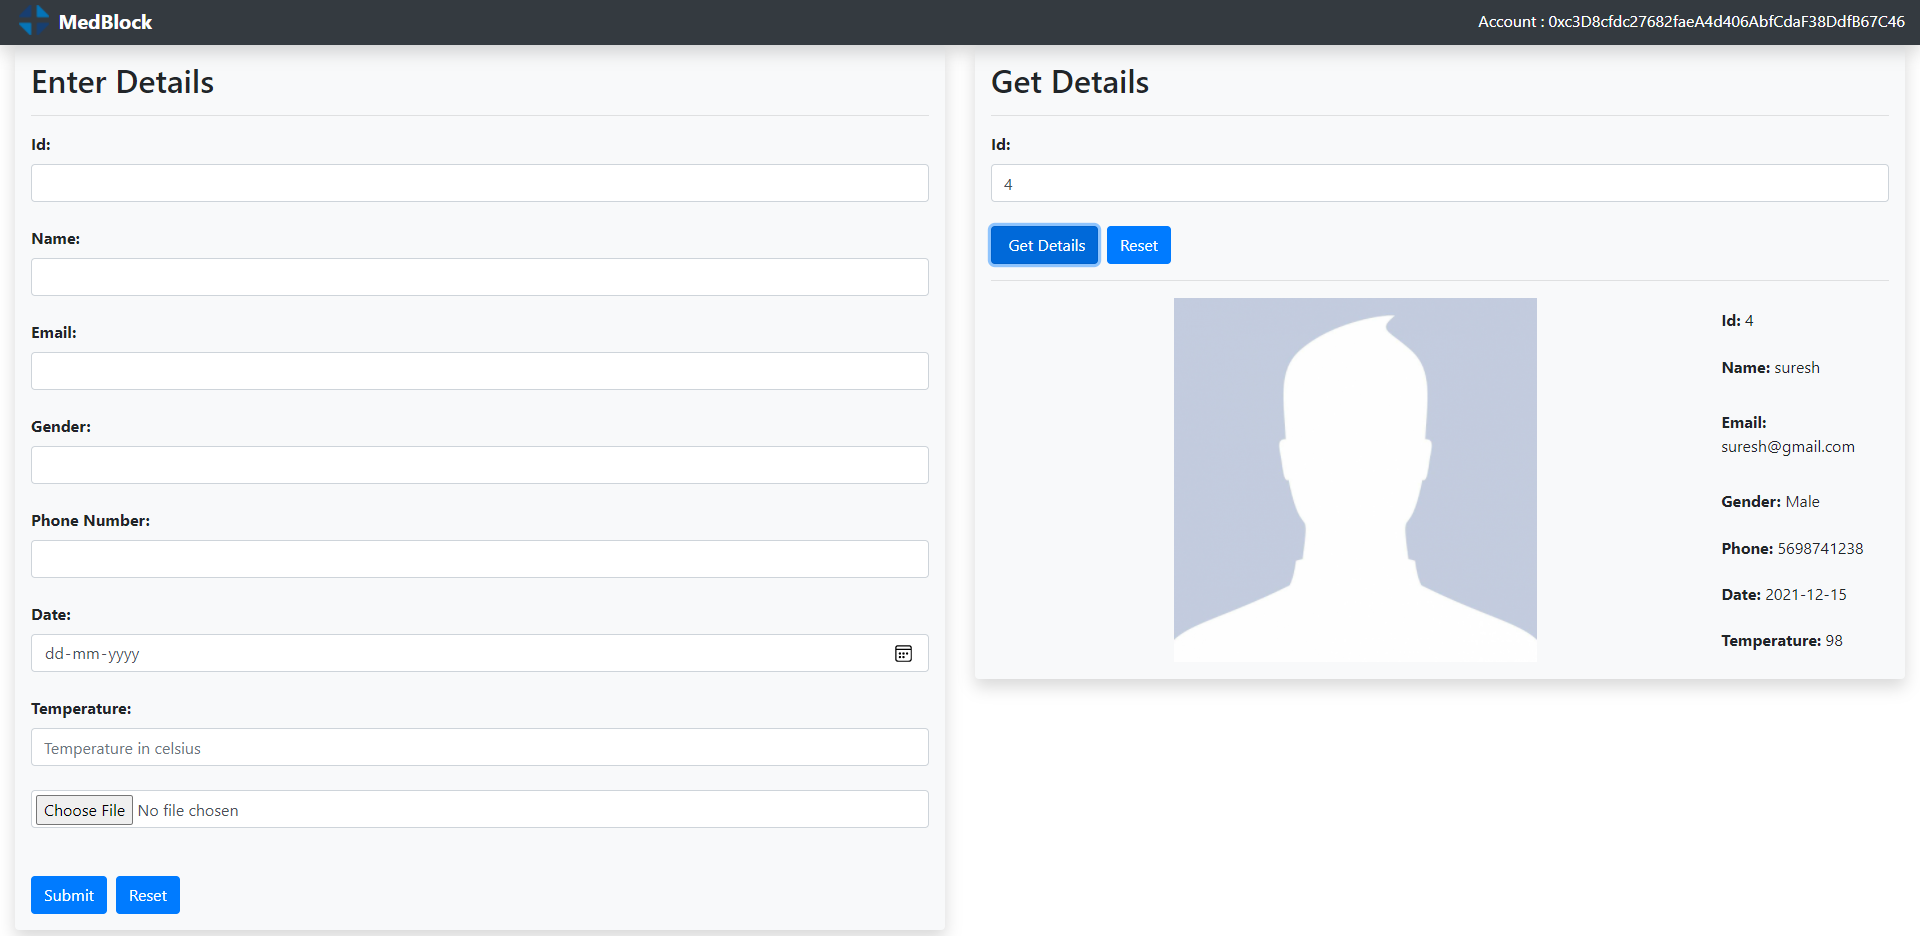 MedBlock
Account : 0xc3D8cfdc27682faeA4d406AbfCdaF38DdfB67C46
Enter Details
Id:
Name:
Email:
Gender:
Phone Number:
Date:
dd-mm-yyyy
Temperature:
Temperature in celsius
Choose File No file chosen
Submit Reset
Get Details
Id:
4
Get Details Reset
Id: 4
Name: suresh
Email:
suresh@gmail.com
Gender: Male
Phone: 5698741238
Date: 2021-12-15
Temperature: 98